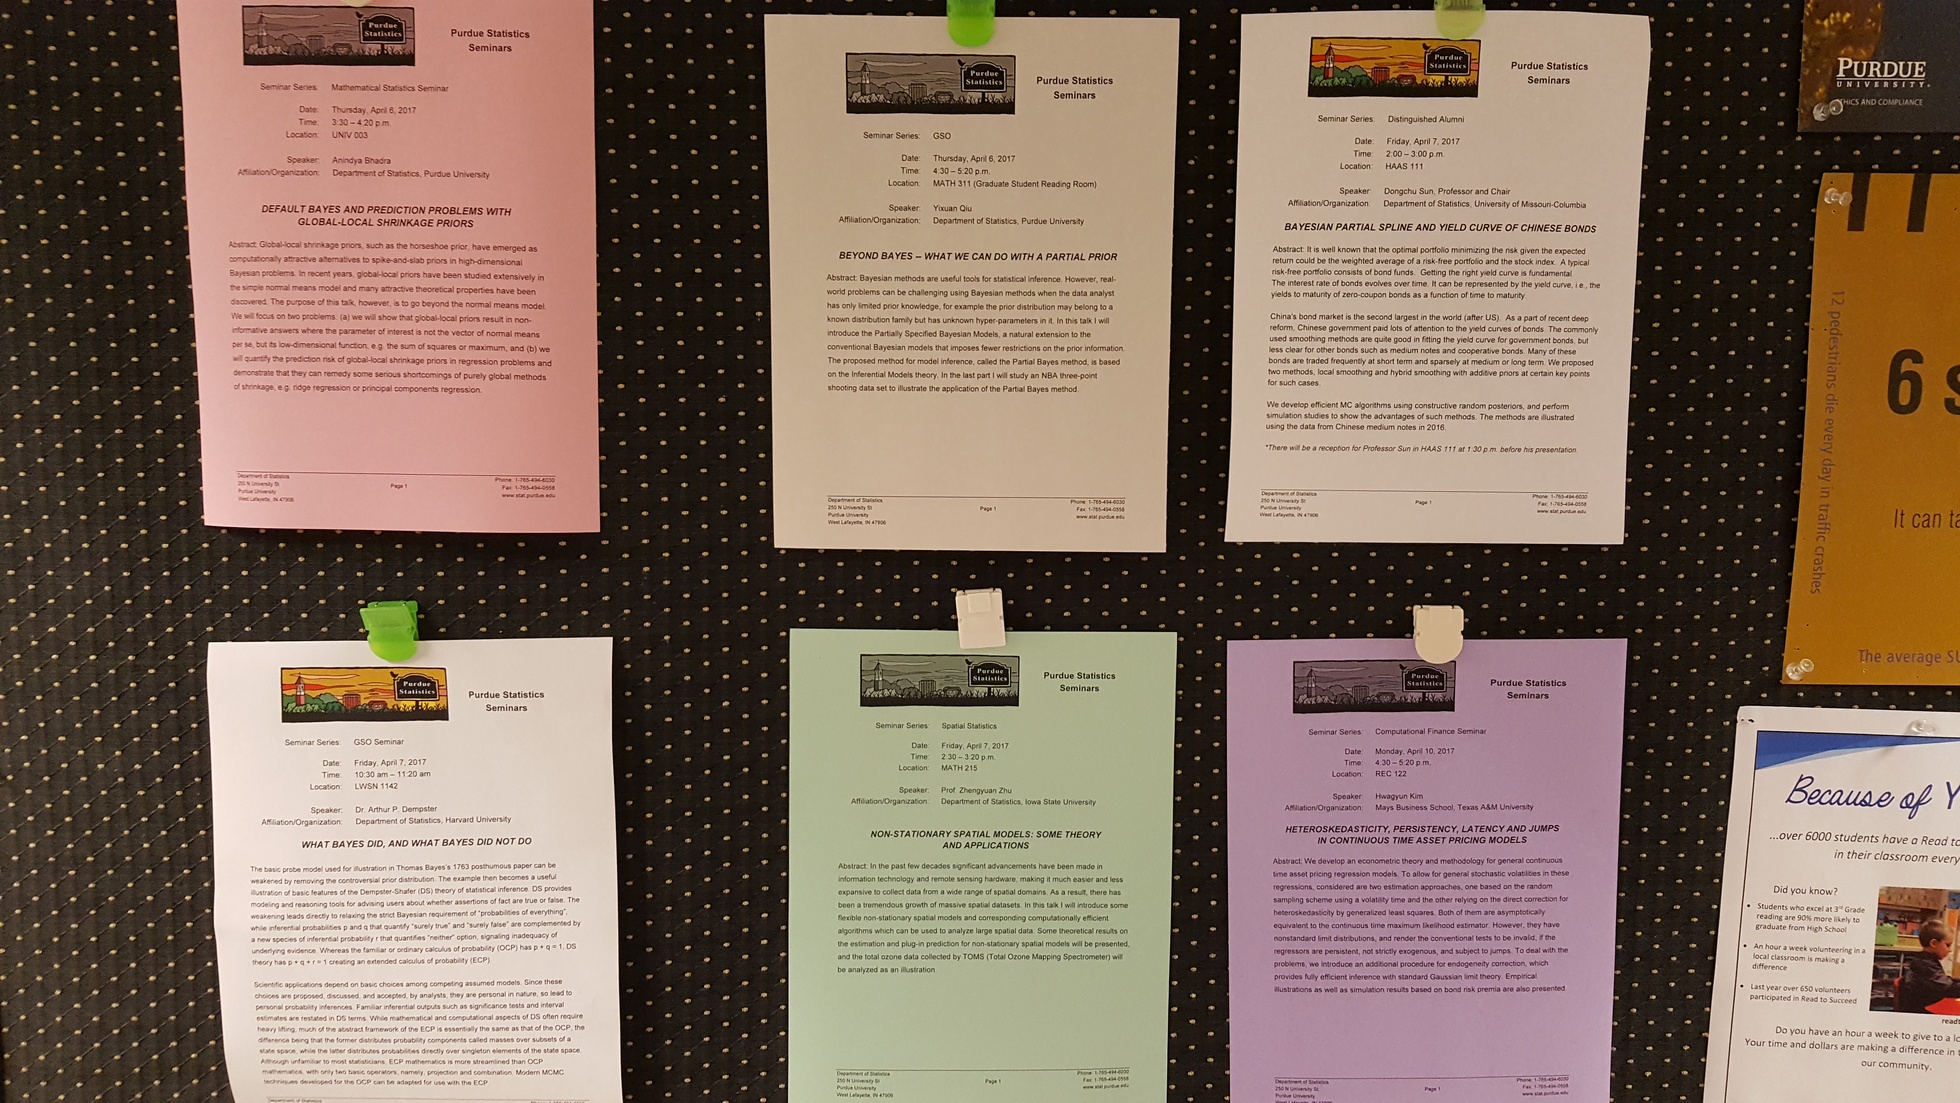 Purdue
Statistics
Purdue Statistics
Seminars
Seminar Series: Mathematical Statistics Seminar
Date: Thursday, April 6, 2017
Time: 3:30 – 4:20 p.m.
Location: UNIV 003
Speaker: Anindya Bhadra
Affiliation/Organization: Department of Statistics, Purdue University
DEFAULT BAYES AND PREDICTION PROBLEMS WITH
GLOBAL-LOCAL SHRINKAGE PRIORS
Abstract: Global-local shrinkage priors, such as the horseshoe prior, have emerged as
computationally attractive alternatives to spike-and-slab priors in high-dimensional
Bayesian problems. In recent years, global-local priors have been studied extensively in
the simple normal means model and many attractive theoretical properties have been
discovered. The purpose of this talk, however, is to go beyond the normal means model.
We will focus on two problems: (a) we will show that global-local priors result in non-
informative answers where the parameter of interest is not the vector of normal means
per se, but its low-dimensional function, e.g. the sum of squares or maximum, and (b) we
will quantify the prediction risk of global-local shrinkage priors in regression problems and
demonstrate that they can remedy some serious shortcomings of purely global methods
of shrinkage, e.g. ridge regression or principal components regression.
Department of Statistics
250 N University St
Purdue University
West Lafayette, IN 47906
Page 1
Phone: 1-765-494-6030
Fax: 1-765-494-0558
www.stat.purdue.edu
Purdue
Statistics
Purdue Statistics
Seminars
Seminar Series: GSO
Date: Thursday, April 6, 2017
Time: 4:30 – 5:20 p.m.
Location: MATH 311 (Graduate Student Reading Room)
Speaker: Yixuan Qiu
Affiliation/Organization: Department of Statistics, Purdue University
BEYOND BAYES – WHAT WE CAN DO WITH A PARTIAL PRIOR
Abstract: Bayesian methods are useful tools for statistical inference. However, real-
world problems can be challenging using Bayesian methods when the data analyst
has only limited prior knowledge, for example the prior distribution may belong to a
known distribution family but has unknown hyper-parameters in it. In this talk I will
introduce the Partially Specified Bayesian Models, a natural extension to the
conventional Bayesian models that imposes fewer restrictions on the prior information.
The proposed method for model inference, called the Partial Bayes method, is based
on the Inferential Models theory. In the last part I will study an NBA three-point
shooting data set to illustrate the application of the Partial Bayes method.
Department of Statistics
250 N University St
Purdue University
West Lafayette, IN 47906
Page 1
Phone: 1-765-494-6030
Fax: 1-765-494-0558
www.stat.purdue.edu
Purdue
Statistics
Purdue Statistics
Seminars
Seminar Series: Distinguished Alumni
Date: Friday, April 7, 2017
Time: 2:00 – 3:00 p.m.
Location: HAAS 111
Speaker: Dongchu Sun, Professor and Chair
Affiliation/Organization: Department of Statistics, University of Missouri-Columbia
BAYESIAN PARTIAL SPLINE AND YIELD CURVE OF CHINESE BONDS
Abstract: It is well known that the optimal portfolio minimizing the risk given the expected
return could be the weighted average of a risk-free portfolio and the stock index. A typical
risk-free portfolio consists of bond funds. Getting the right yield curve is fundamental.
The interest rate of bonds evolves over time. It can be represented by the yield curve, i.e., the
yields to maturity of zero-coupon bonds as a function of time to maturity.
China's bond market is the second largest in the world (after US). As a part of recent deep
reform, Chinese government paid lots of attention to the yield curves of bonds. The commonly
used smoothing methods are quite good in fitting the yield curve for government bonds, but
less clear for other bonds such as medium notes and cooperative bonds. Many of these
bonds are traded frequently at short term and sparsely at medium or long term. We proposed
two methods, local smoothing and hybrid smoothing with additive priors at certain key points
for such cases.
We develop efficient MC algorithms using constructive random posteriors, and perform
simulation studies to show the advantages of such methods. The methods are illustrated
using the data from Chinese medium notes in 2016.
*There will be a reception for Professor Sun in HAAS 111 at 1:30 p.m. before his presentation.
Department of Statistics
250 N University St
Purdue University
West Lafayette, IN 47906
Page 1
Phone: 1-765-494-6030
Fax: 1-765-494-0558
www.stat.purdue.edu
PURDUE
UNIVERSITY
ETHICS AND COMPLIANCE
12 pedestrians die every day in traffic crashes
6 s
It can ta
The average SU
Purdue
Statistics
Purdue Statistics
Seminars
Seminar Series: GSO Seminar
Date: Friday, April 7, 2017
Time: 10:30 am – 11:20 am
Location: LWSN 1142
Speaker: Dr. Arthur P. Dempster
Affiliation/Organization: Department of Statistics, Harvard University
WHAT BAYES DID, AND WHAT BAYES DID NOT DO
The basic probe model used for illustration in Thomas Bayes's 1763 posthumous paper can be
weakened by removing the controversial prior distribution. The example then becomes a useful
illustration of basic features of the Dempster-Shafer (DS) theory of statistical inference. DS provides
modeling and reasoning tools for advising users about whether assertions of fact are true or false. The
weakening leads directly to relaxing the strict Bayesian requirement of "probabilities of everything",
while inferential probabilities p and q that quantify "surely true" and "surely false" are complemented by
a new species of inferential probability r that quantifies "neither" option, signaling inadequacy of
underlying evidence. Whereas the familiar or ordinary calculus of probability (OCP) has p + q = 1, DS
theory has p + q + r = 1 creating an extended calculus of probability (ECP)
Scientific applications depend on basic choices among competing assumed models. Since these
choices are proposed, discussed, and accepted, by analysts, they are personal in nature, so lead to
personal probability inferences. Familiar inferential outputs such as significance tests and interval
estimates are restated in DS terms. While mathematical and computational aspects of DS often require
heavy lifting, much of the abstract framework of the ECP is essentially the same as that of the OCP, the
difference being that the former distributes probability components called masses over subsets of a
state space, while the latter distributes probabilities directly over singleton elements of the state space.
Although unfamiliar to most statisticians, ECP mathematics is more streamlined than OCP
mathematics, with only two basic operators, namely, projection and combination. Modern MCMC
techniques developed for the OCP can be adapted for use with the ECP
Department of Statistics
Purdue
Statistics
Purdue Statistics
Seminars
Seminar Series: Spatial Statistics
Date: Friday, April 7, 2017
Time: 2:30 - 3:20 p.m.
Location: MATH 215
Speaker: Prof. Zhengyuan Zhu
Affiliation/Organization: Department of Statistics, Iowa State University
NON-STATIONARY SPATIAL MODELS: SOME THEORY
AND APPLICATIONS
Abstract: In the past few decades significant advancements have been made in
information technology and remote sensing hardware, making it much easier and less
expansive to collect data from a wide range of spatial domains. As a result, there has
been a tremendous growth of massive spatial datasets. In this talk I will introduce some
flexible non-stationary spatial models and corresponding computationally efficient
algorithms which can be used to analyze large spatial data. Some theoretical results on
the estimation and plug-in prediction for non-stationary spatial models will be presented,
and the total ozone data collected by TOMS (Total Ozone Mapping Spectrometer) will
be analyzed as an illustration.
Department of Statistics
250 N University St
Purdue University
West Lafayette, IN 47906
Page 1
Phone: 1-765-494-6030
Fax: 1-765-494-0558
www.stat.purdue.edu
Purdue
Statistics
Purdue Statistics
Seminars
Seminar Series: Computational Finance Seminar
Date: Monday, April 10, 2017
Time: 4:30 – 5:20 p.m.
Location: REC 122
Speaker: Hwagyun Kim
Affiliation/Organization: Mays Business School, Texas A&M University
HETEROSKEDASTICITY, PERSISTENCY, LATENCY AND JUMPS
IN CONTINUOUS TIME ASSET PRICING MODELS
Abstract: We develop an econometric theory and methodology for general continuous
time asset pricing regression models. To allow for general stochastic volatilities in these
regressions, considered are two estimation approaches, one based on the random
sampling scheme using a volatility time and the other relying on the direct correction for
heteroskedasticity by generalized least squares. Both of them are asymptotically
equivalent to the continuous time maximum likelihood estimator. However, they have
nonstandard limit distributions, and render the conventional tests to be invalid, if the
regressors are persistent, not strictly exogenous, and subject to jumps. To deal with the
problems, we introduce an additional procedure for endogeneity correction, which
provides fully efficient inference with standard Gaussian limit theory. Empirical
illustrations as well as simulation results based on bond risk premia are also presented.
Department of Statistics
250 N University St
Purdue University
Page 1
Phone: 1-765-494-6030
Fax: 1-765-494-0558
Because of Y
...over 6000 students have a Read to
in their classroom every
Did you know?
• Students who excel at 3rd Grade
reading are 90% more likely to
graduate from High School
• An hour a week volunteering in a
local classroom is making a
difference
• Last year over 650 volunteers
participated in Read to Succeed
read
Do you have an hour a week to give to a lo
Your time and dollars are making a difference in t
our community.